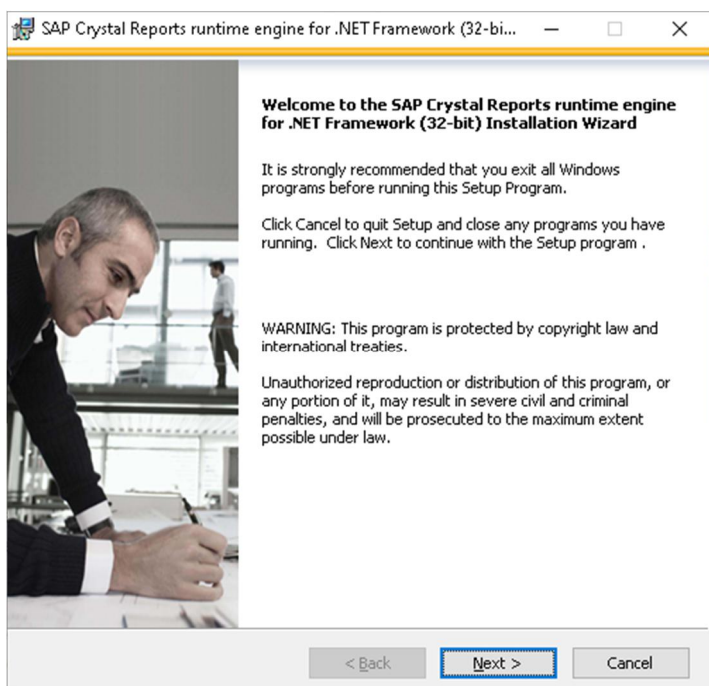 SAP Crystal Reports runtime engine for .NET Framework (32-bi...
Welcome to the SAP Crystal Reports runtime engine
for .NET Framework (32-bit) Installation Wizard
It is strongly recommended that you exit all Windows
programs before running this Setup Program.
Click Cancel to quit Setup and close any programs you have
running. Click Next to continue with the Setup program .
WARNING: This program is protected by copyright law and
international treaties.
Unauthorized reproduction or distribution of this program, or
any portion of it, may result in severe civil and criminal
penalties, and will be prosecuted to the maximum extent
possible under law.
< Back Next > Cancel